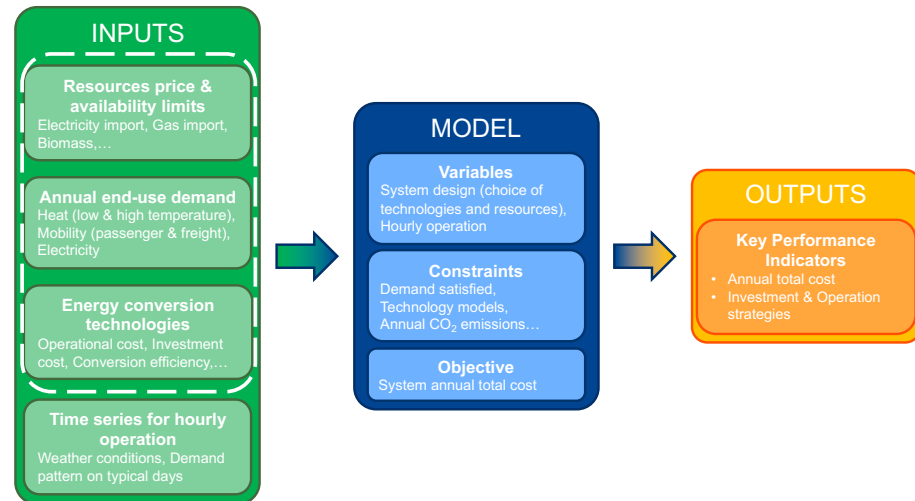 INPUTS
Resources price &
availability limits
Electricity import, Gas import,
Biomass,...
Annual end-use demand
Heat (low & high temperature),
Mobility (passenger & freight),
Electricity
Energy conversion
technologies
Operational cost, Investment
cost, Conversion efficiency,...
Time series for hourly
operation
Weather conditions, Demand
pattern on typical days
MODEL
Variables
System design (choice of
technologies and resources),
Hourly operation
Constraints
Demand satisfied,
Technology models,
Annual CO₂ emissions...
Objective
System annual total cost
OUTPUTS
Key Performance
Indicators
• Annual total cost
• Investment & Operation
strategies